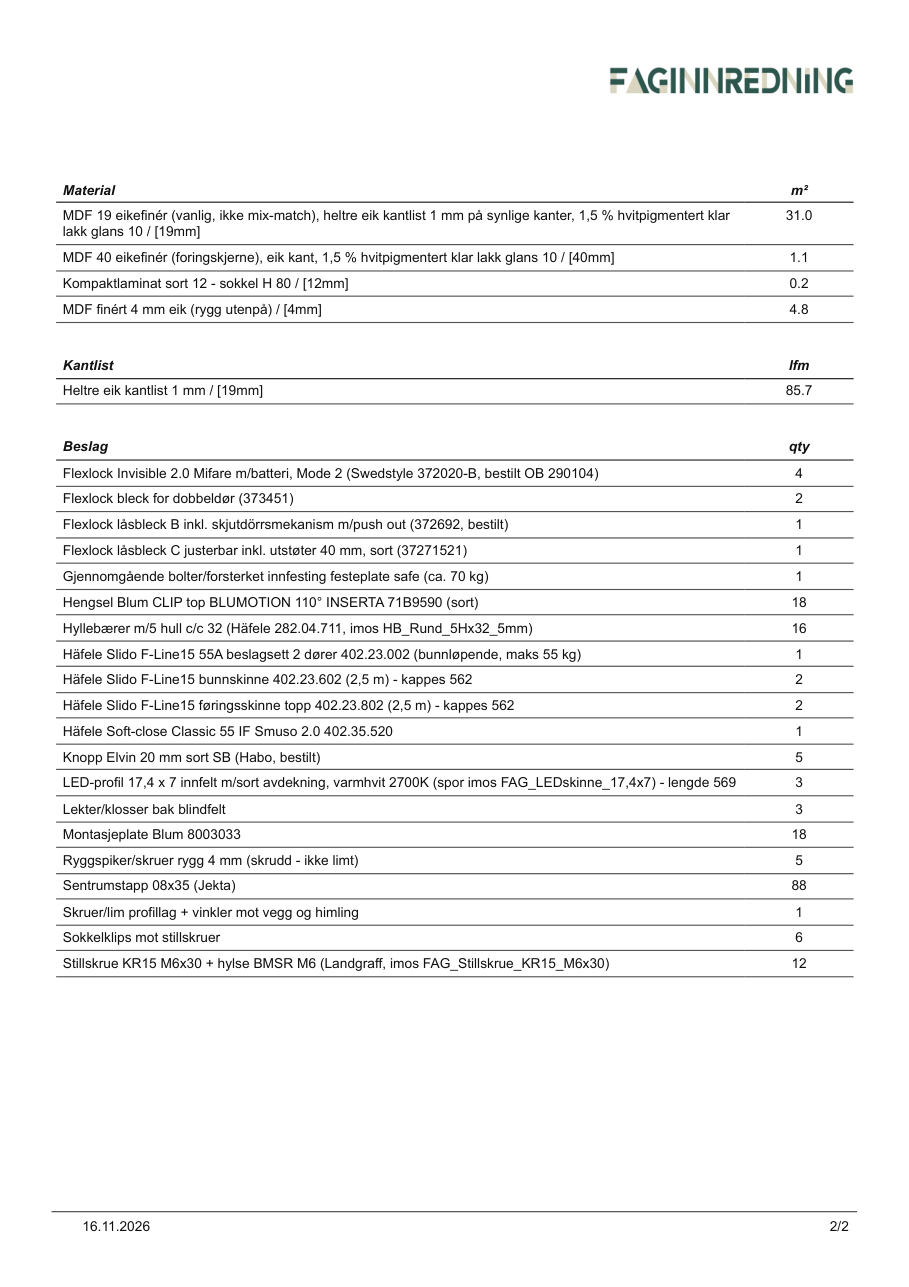 FAGINNREDNiNG
Material m²
MDF 19 eikefinér (vanlig, ikke mix-match), heltre eik kantlist 1 mm på synlige kanter, 1,5 % hvitpigmentert klar 31.0
lakk glans 10 / [19mm]
MDF 40 eikefinér (foringskjerne), eik kant, 1,5 % hvitpigmentert klar lakk glans 10 / [40mm] 1.1
Kompaktlaminat sort 12 - sokkel H 80 / [12mm] 0.2
MDF finért 4 mm eik (rygg utenpå) / [4mm] 4.8
Kantlist lfm
Heltre eik kantlist 1 mm / [19mm] 85.7
Beslag qty
Flexlock Invisible 2.0 Mifare m/batteri, Mode 2 (Swedstyle 372020-B, bestilt OB 290104) 4
Flexlock bleck for dobbeldør (373451) 2
Flexlock låsbleck B inkl. skjutdörrsmekanism m/push out (372692, bestilt) 1
Flexlock låsbleck C justerbar inkl. utstøter 40 mm, sort (37271521) 1
Gjennomgående bolter/forsterket innfesting festeplate safe (ca. 70 kg) 1
Hengsel Blum CLIP top BLUMOTION 110° INSERTA 71B9590 (sort) 18
Hyllebærer m/5 hull c/c 32 (Häfele 282.04.711, imos HB_Rund_5Hx32_5mm) 16
Häfele Slido F-Line15 55A beslagsett 2 dører 402.23.002 (bunnløpende, maks 55 kg) 1
Häfele Slido F-Line15 bunnskinne 402.23.602 (2,5 m) - kappes 562 2
Häfele Slido F-Line15 føringsskinne topp 402.23.802 (2,5 m) - kappes 562 2
Häfele Soft-close Classic 55 IF Smuso 2.0 402.35.520 1
Knopp Elvin 20 mm sort SB (Habo, bestilt) 5
LED-profil 17,4 x 7 innfelt m/sort avdekning, varmhvit 2700K (spor imos FAG_LEDskinne_17,4x7) - lengde 569 3
Lekter/klosser bak blindfelt 3
Montasjeplate Blum 8003033 18
Ryggspiker/skruer rygg 4 mm (skrudd - ikke limt) 5
Sentrumstapp 08x35 (Jekta) 88
Skruer/lim profillag + vinkler mot vegg og himling 1
Sokkelklips mot stillskruer 6
Stillskrue KR15 M6x30 + hylse BMSR M6 (Landgraff, imos FAG_Stillskrue_KR15_M6x30) 12
16.11.2026 2/2